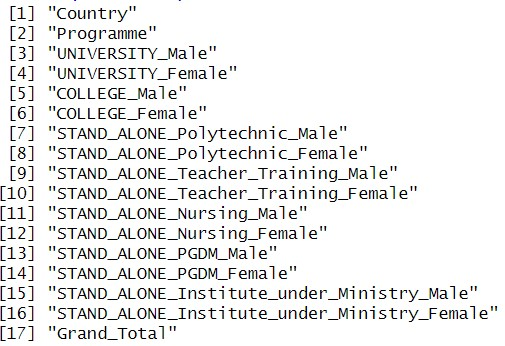 [1] "Country"
[2] "Programme"
[3] "UNIVERSITY_Male"
[4] "UNIVERSITY_Female"
[5] "COLLEGE_Male"
[6] "COLLEGE_Female"
[7] "STAND_ALONE_Polytechnic_Male"
[8] "STAND_ALONE_Polytechnic_Female"
[9] "STAND_ALONE_Teacher_Training_Male"
[10] "STAND_ALONE_Teacher_Training_Female"
[11] "STAND_ALONE_Nursing_Male"
[12] "STAND_ALONE_Nursing_Female"
[13] "STAND_ALONE_PGDM_Male"
[14] "STAND_ALONE_PGDM_Female"
[15] "STAND_ALONE_Institute_under_Ministry_Male"
[16] "STAND_ALONE_Institute_under_Ministry_Female"
[17] "Grand_Total"